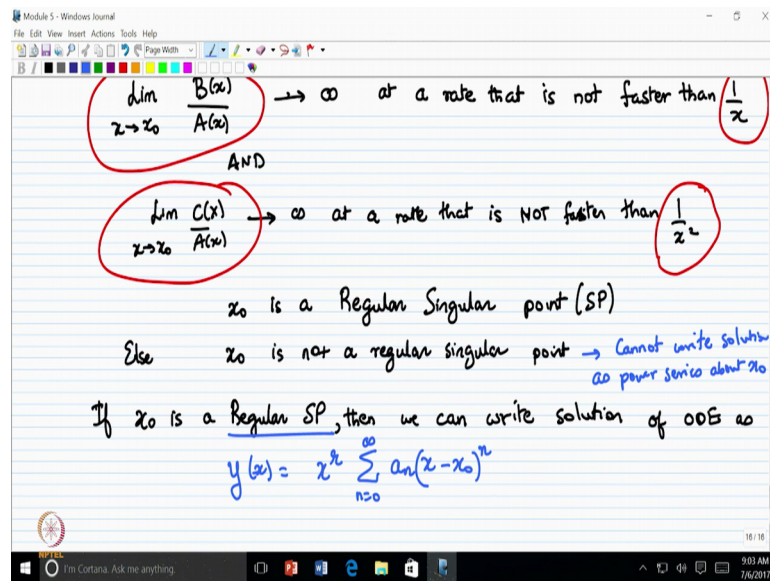 Module 5 - Windows Journal
File Edit View Insert Actions Tools Help
Page Width
B I
Lim x→x₀ B(x)/A(x) → ∞ at a rate that is not faster than 1/x
AND
Lim x→x₀ C(x)/A(x) → ∞ at a rate that is NOT faster than 1/x²
x₀ is a Regular Singular point (SP)
Else x₀ is not a regular singular point → Cannot write solution
as power series about x₀
If x₀ is a Regular SP, then we can write solution of ODE as
y(x) = x^r ∑_{n=0}^{∞} an(x-x₀)^n
16/16
NPTEL
I'm Cortana. Ask me anything.
9:03 AM
7/6/2017